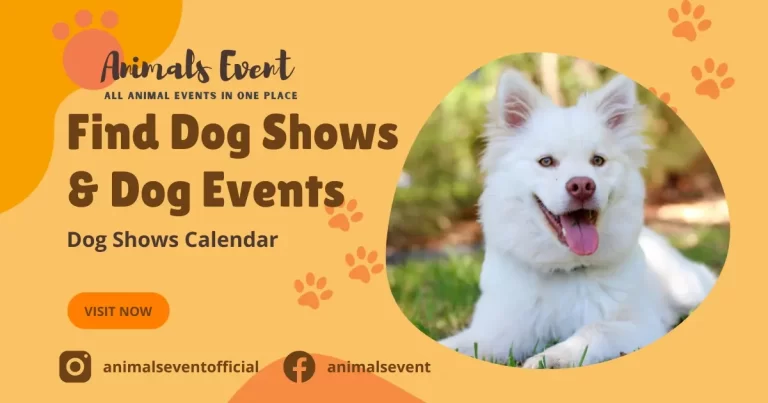 Animals Event
ALL ANIMAL EVENTS IN ONE PLACE
Find Dog Shows
& Dog Events
Dog Shows Calendar
VISIT NOW
animalseventofficial
animalsevent